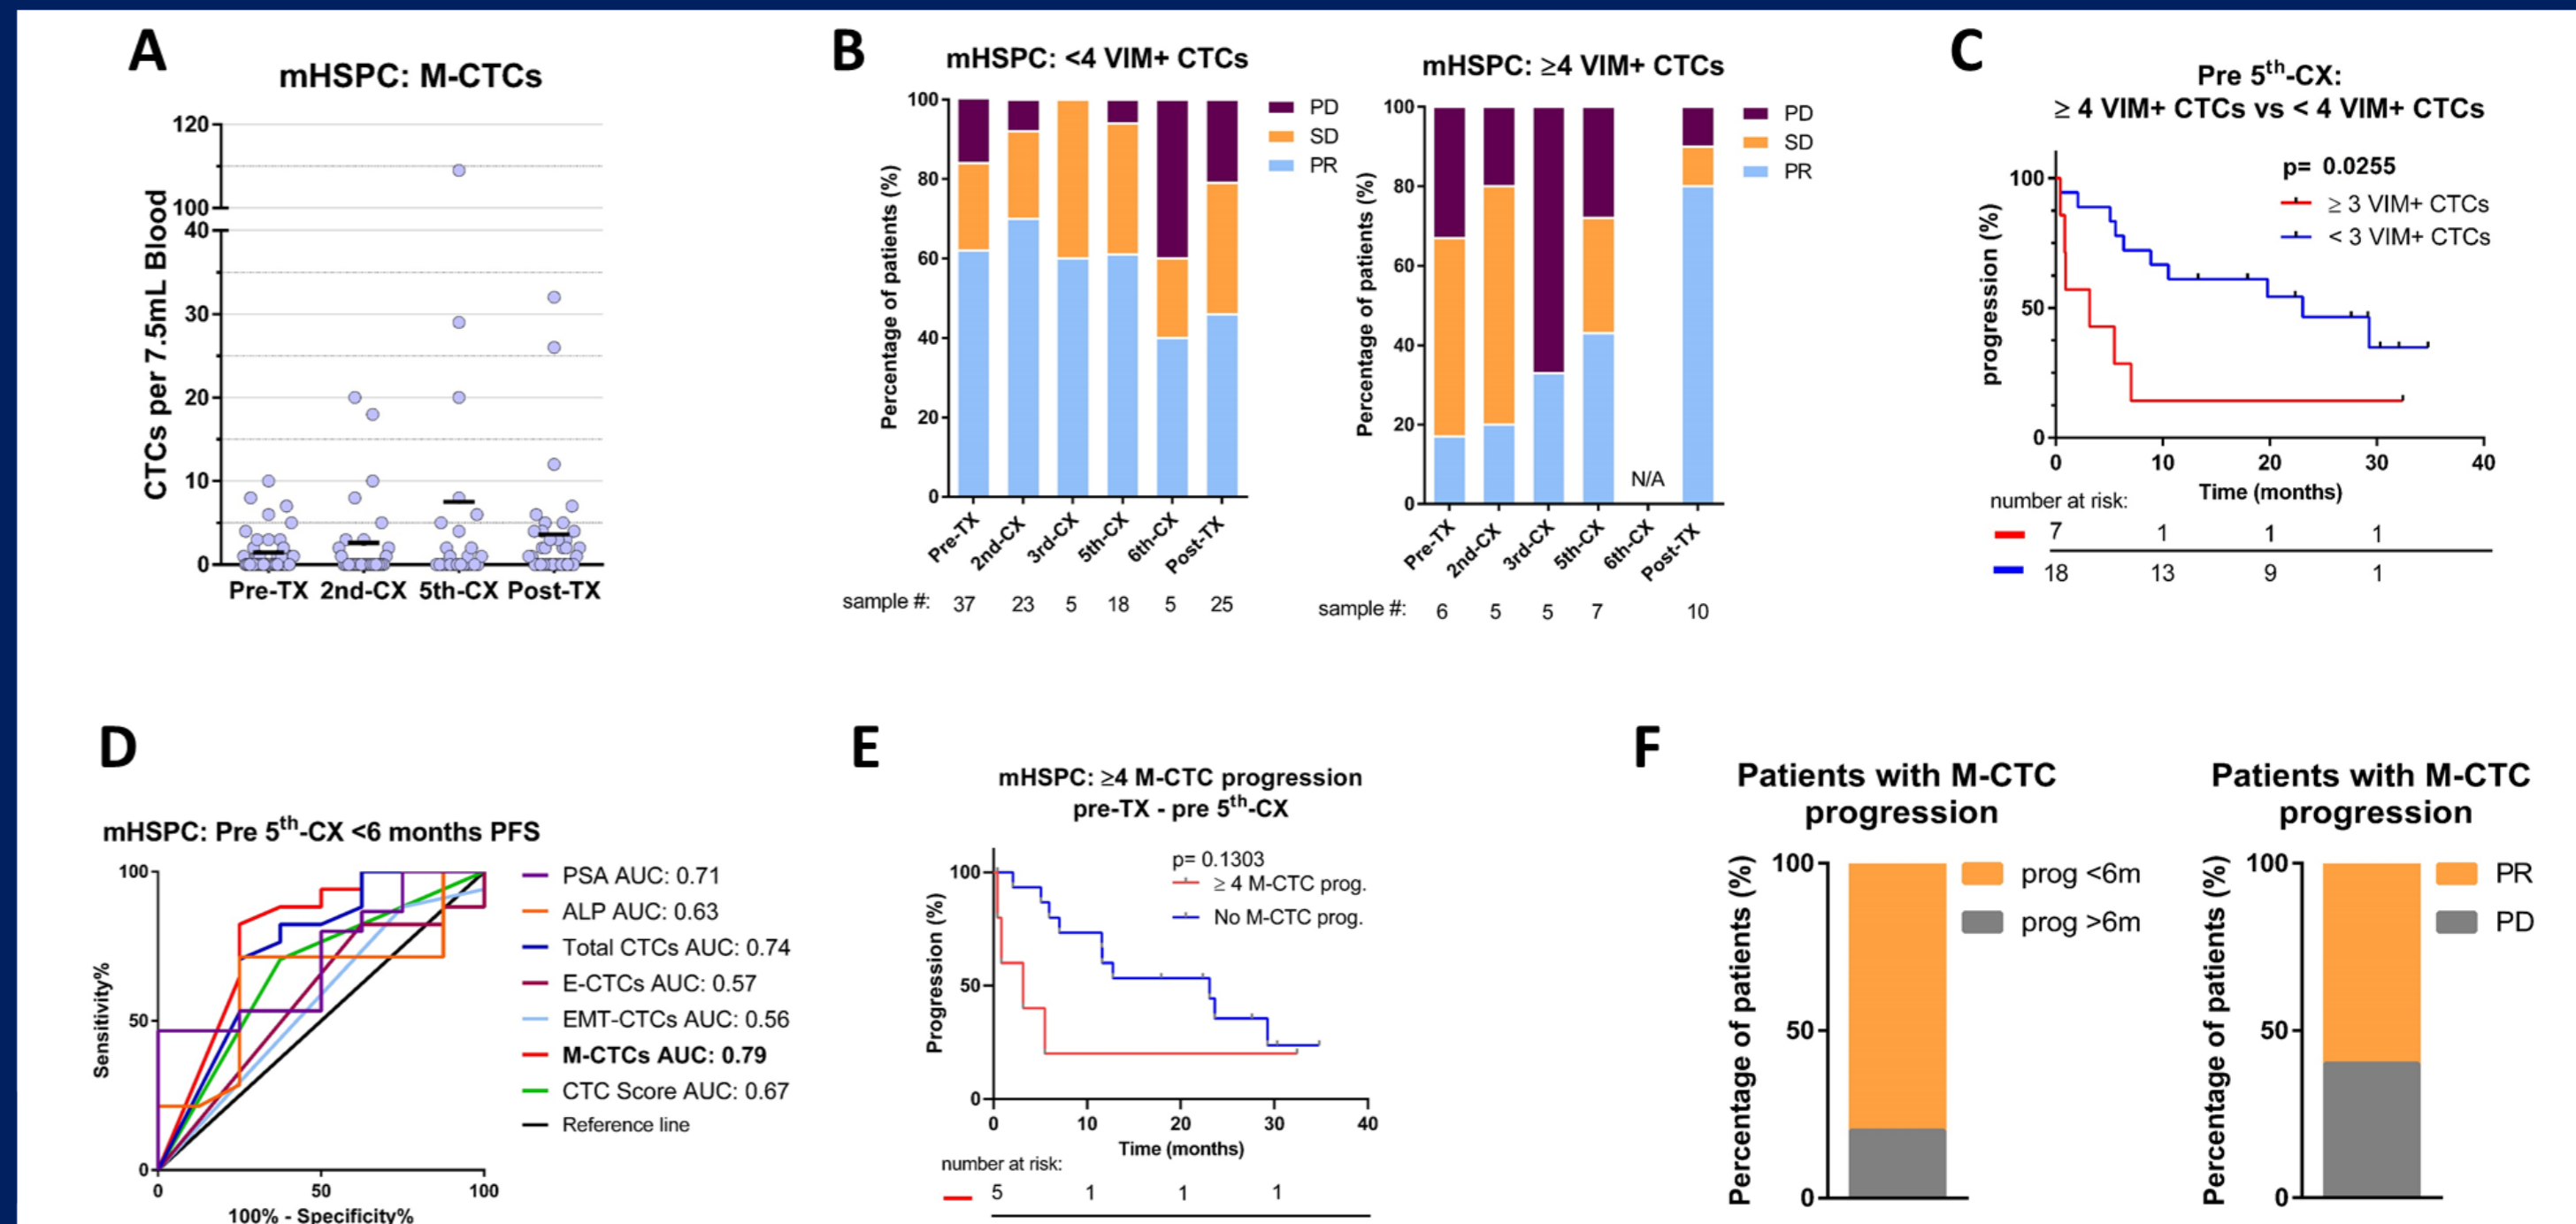 A
mHSPC: M-CTCs
CTCs per 7.5mL Blood
120
100
40
30
20
10
0
Pre-TX 2nd-CX 5th-CX Post-TX
B
mHSPC: <4 VIM+ CTCs
Percentage of patients (%)
100
80
60
40
20
0
PD
SD
PR
Pre-TX 2nd-CX 3rd-CX 5th-CX 6th-CX Post-TX
sample #: 37 23 5 18 5 25
mHSPC: ≥4 VIM+ CTCs
Percentage of patients (%)
100
80
60
40
20
0
PD
SD
PR
N/A
Pre-TX 2nd-CX 3rd-CX 5th-CX 6th-CX Post-TX
sample #: 6 5 5 7 10
C
Pre 5th-CX:
≥ 4 VIM+ CTCs vs < 4 VIM+ CTCs
progression (%)
100
50
0
p= 0.0255
≥ 3 VIM+ CTCs
< 3 VIM+ CTCs
0 10 20 30 40
Time (months)
number at risk:
7 1 1 1
18 13 9 1
D
mHSPC: Pre 5th-CX <6 months PFS
Sensitivity%
100
50
0
PSA AUC: 0.71
ALP AUC: 0.63
Total CTCs AUC: 0.74
E-CTCs AUC: 0.57
EMT-CTCs AUC: 0.56
M-CTCs AUC: 0.79
CTC Score AUC: 0.67
Reference line
0 50 100
100% - Specificity%
E
mHSPC: ≥4 M-CTC progression
pre-TX - pre 5th-CX
Progression (%)
100
50
0
p= 0.1303
≥ 4 M-CTC prog.
No M-CTC prog.
0 10 20 30 40
Time (months)
number at risk:
5 1 1 1
F
Patients with M-CTC
progression
Percentage of patients (%)
100
50
0
prog <6m
prog >6m
Patients with M-CTC
progression
Percentage of patients (%)
100
50
0
PR
PD